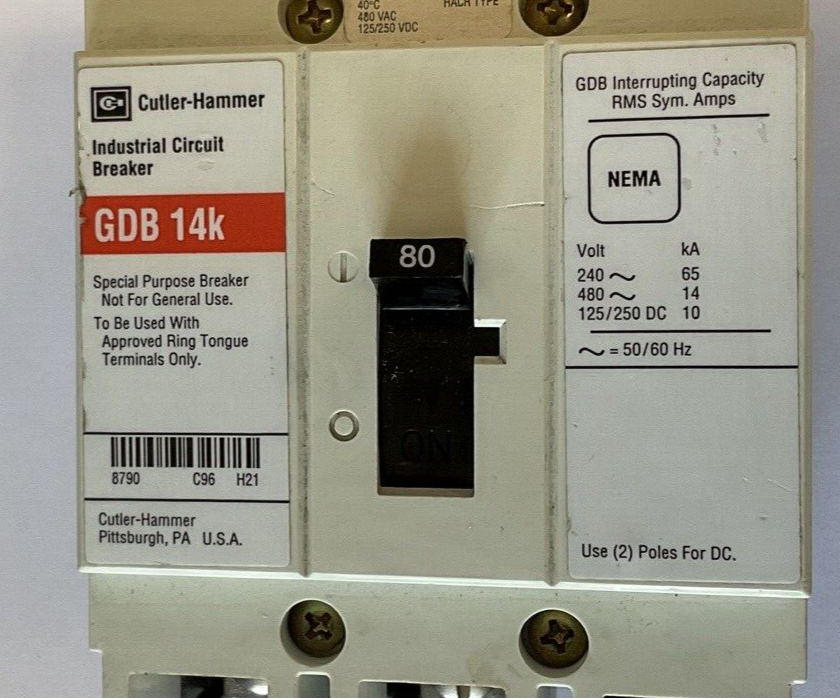 40°C
480 VAC
125/250 VDC
HACR TYPE
Cutler-Hammer
Industrial Circuit
Breaker
GDB 14k
Special Purpose Breaker
Not For General Use.
To Be Used With
Approved Ring Tongue
Terminals Only.
8790 C96 H21
Cutler-Hammer
Pittsburgh, PA U.S.A.
80
ON
GDB Interrupting Capacity
RMS Sym. Amps
NEMA
Volt kA
240 ~ 65
480 ~ 14
125/250 DC 10
~ = 50/60 Hz
Use (2) Poles For DC.